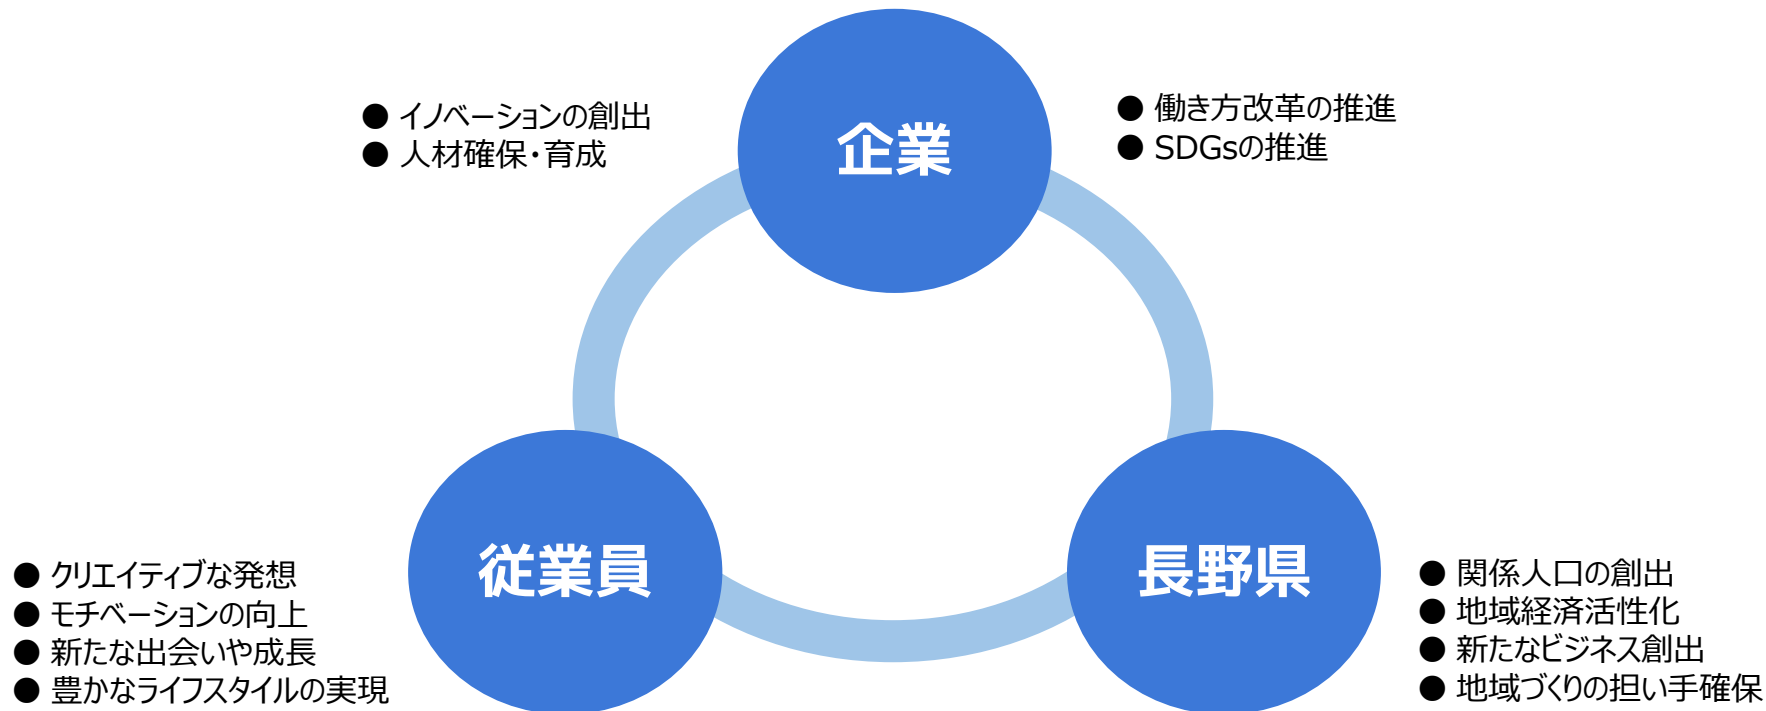 ● イノベーションの創出
● 人材確保・育成
企業
● 働き方改革の推進
● SDGsの推進
● クリエイティブな発想
● モチベーションの向上
● 新たな出会いや成長
● 豊かなライフスタイルの実現
従業員
長野県
● 関係人口の創出
● 地域経済活性化
● 新たなビジネス創出
● 地域づくりの担い手確保